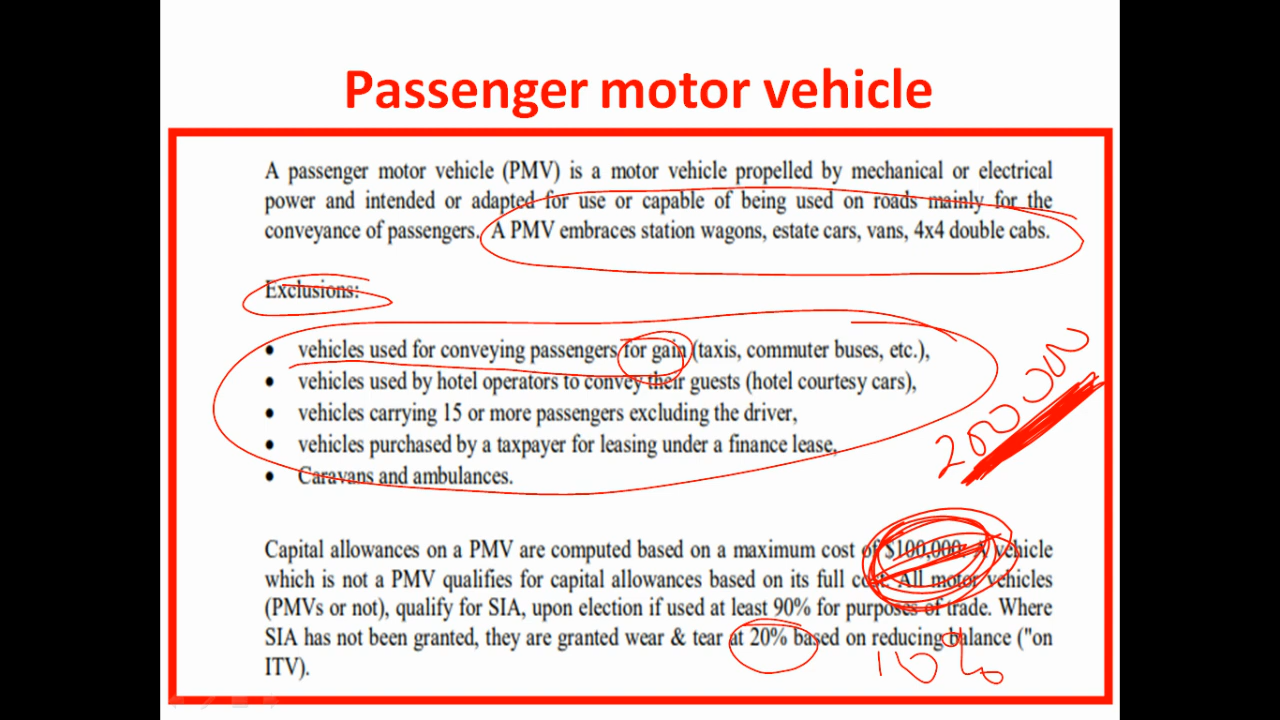 Passenger motor vehicle
A passenger motor vehicle (PMV) is a motor vehicle propelled by mechanical or electrical
power and intended or adapted for use or capable of being used on roads mainly for the
conveyance of passengers. A PMV embraces station wagons, estate cars, vans, 4x4 double cabs.
Exclusions:
• vehicles used for conveying passengers for gain (taxis, commuter buses, etc.),
• vehicles used by hotel operators to convey their guests (hotel courtesy cars),
• vehicles carrying 15 or more passengers excluding the driver,
• vehicles purchased by a taxpayer for leasing under a finance lease,
• Caravans and ambulances.
200000
Capital allowances on a PMV are computed based on a maximum cost of $100,000. A vehicle
which is not a PMV qualifies for capital allowances based on its full cost. All motor vehicles
(PMVs or not), qualify for SIA, upon election if used at least 90% for purposes of trade. Where
SIA has not been granted, they are granted wear & tear at 20% based on reducing balance ("on
ITV).
10%